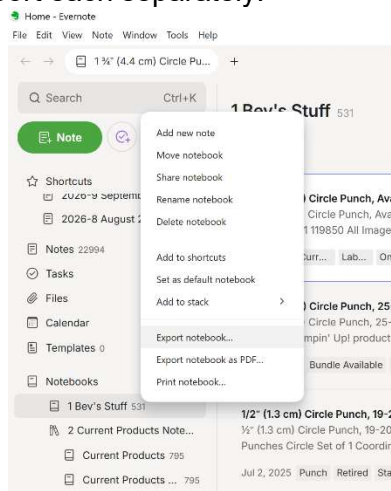 ort each separately.
Home - Evernote
File Edit View Note Window Tools Help
1 ¾" (4.4 cm) Circle Pu...
Search Ctrl+K
1 Bev's Stuff 531
Note
Add new note
Move notebook
Share notebook
Rename notebook
Delete notebook
Add to shortcuts
Set as default notebook
Add to stack
Export notebook...
Export notebook as PDF...
Print notebook...
Shortcuts
2026-9 Septemb
2026-8 August 2
Notes 22994
Tasks
Files
Calendar
Templates 0
Notebooks
1 Bev's Stuff 531
2 Current Products Note...
Current Products 795
Current Products ... 795
) Circle Punch, Ava
Circle Punch, Ava
1 119850 All Image
Curr... Lab... On
) Circle Punch, 25
Circle Punch, 25-
mpin' Up! product
Bundle Available
1/2" (1.3 cm) Circle Punch, 19-2
½" (1.3 cm) Circle Punch, 19-20
Punches Circle Set of 1 Coordin
Jul 2, 2025 Punch Retired Sta